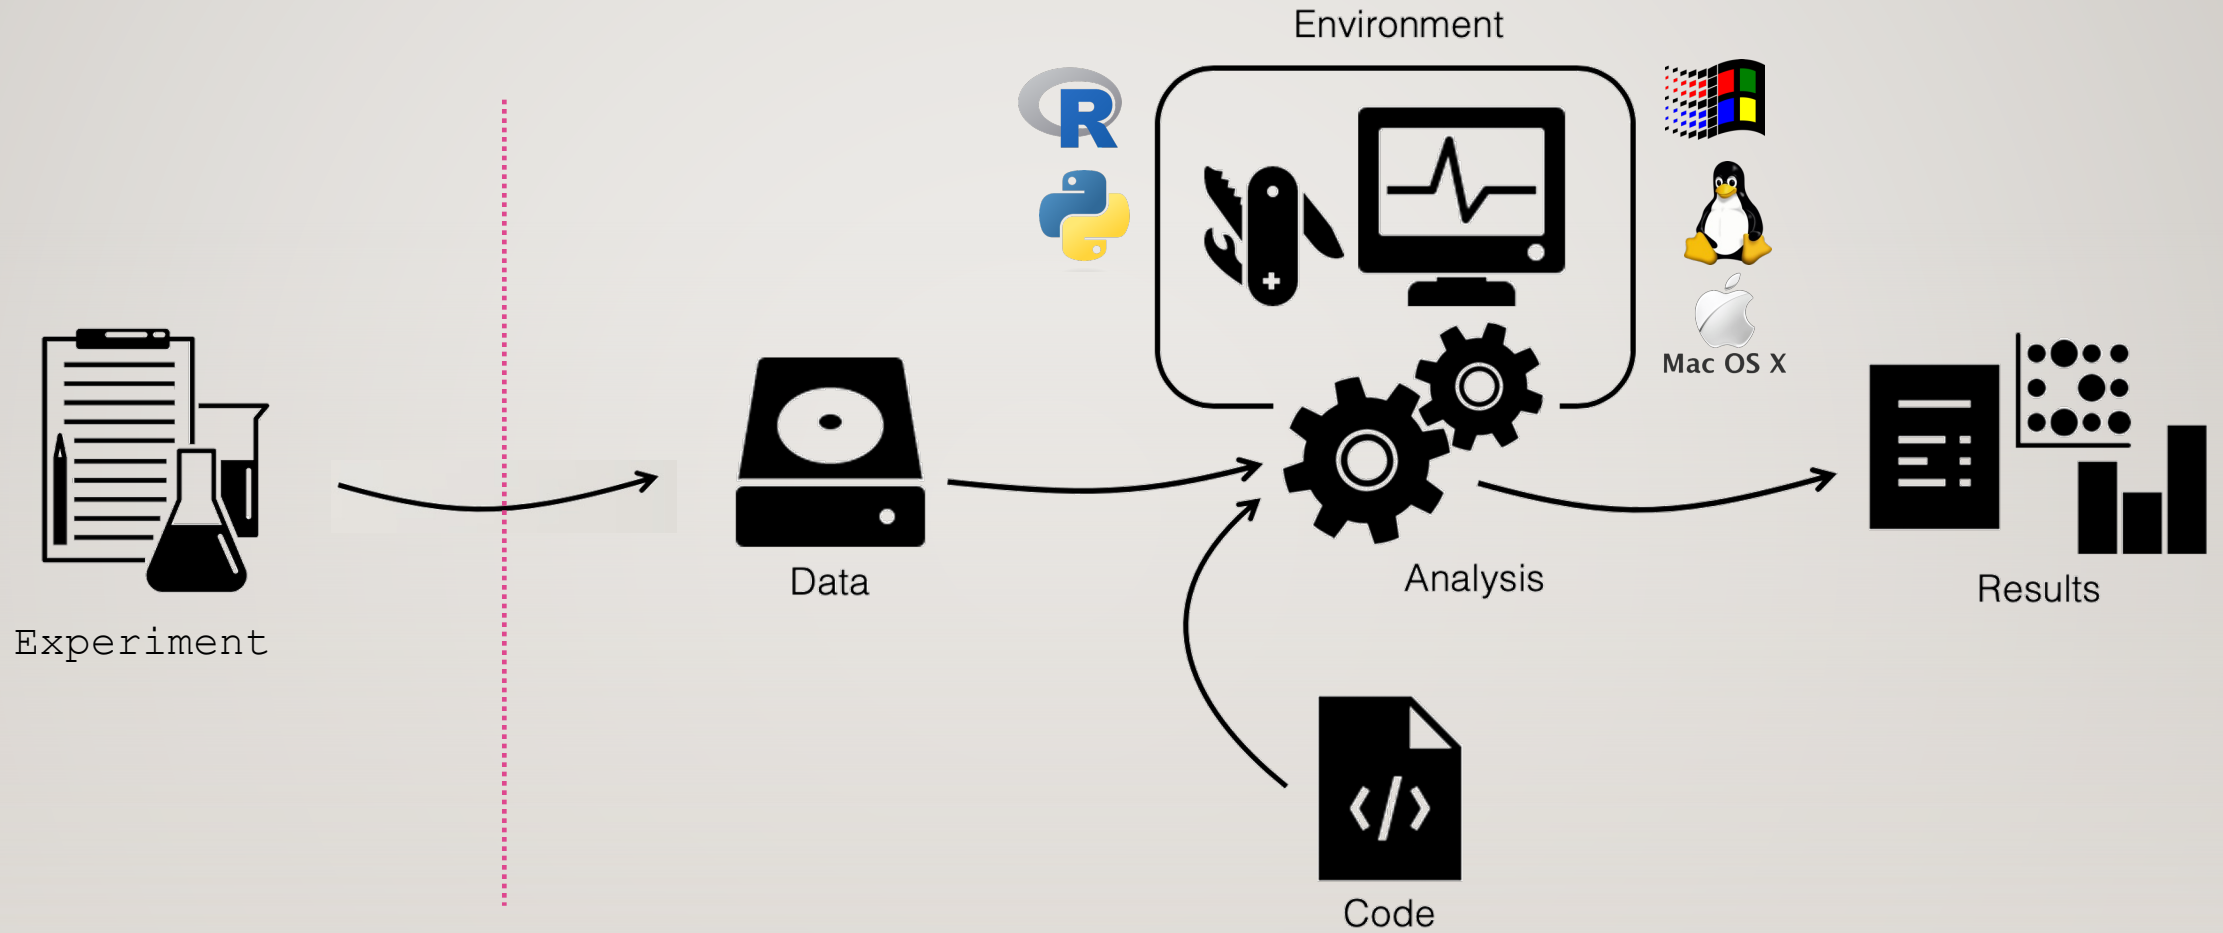 Environment
R
Mac OS X
Data
Analysis
Results
Experiment
</>
Code